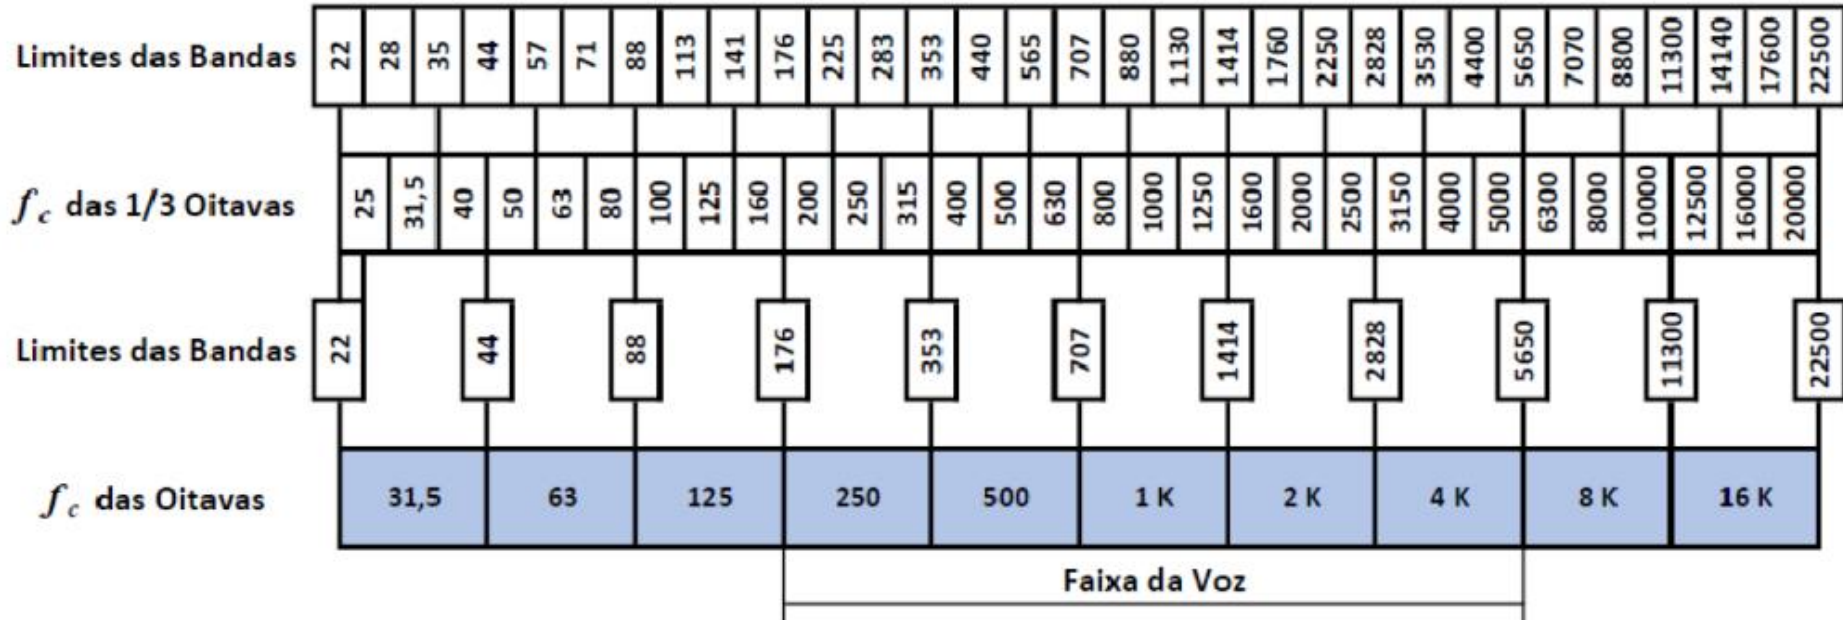 Limites das Bandas 22 28 35 44 57 71 88 113 141 176 225 283 353 440 565 707 880 1130 1414 1760 2250 2828 3530 4400 5650 7070 8800 11300 14140 17600 22500
f c das 1/3 Oitavas 25 31,5 40 50 63 80 100 125 160 200 250 315 400 500 630 800 1000 1250 1600 2000 2500 3150 4000 5000 6300 8000 10000 12500 16000 20000
Limites das Bandas 22 44 88 176 353 707 1414 2828 5650 11300 22500
f c das Oitavas 31,5 63 125 250 500 1 K 2 K 4 K 8 K 16 K
Faixa da Voz